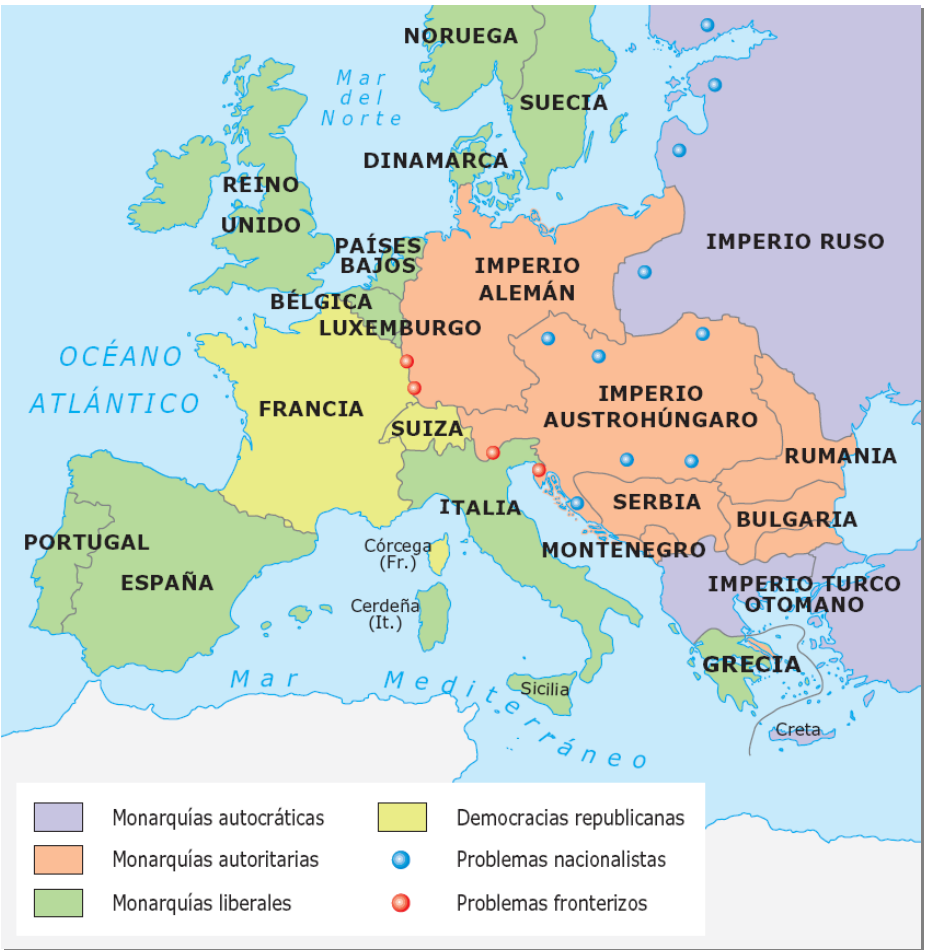 NORUEGA
Mar
del
Norte
SUECIA
DINAMARCA
REINO
UNIDO
PAÍSES
BAJOS
IMPERIO RUSO
IMPERIO
ALEMÁN
BÉLGICA
LUXEMBURGO
OCÉANO
ATLÁNTICO
FRANCIA
SUIZA
IMPERIO
AUSTROHÚNGARO
RUMANIA
ITALIA
SERBIA
BULGARIA
PORTUGAL
ESPAÑA
Córcega
(Fr.)
MONTENEGRO
IMPERIO TURCO
OTOMANO
Cerdeña
(It.)
GRECIA
Mar Mediterráneo
Sicilia
Creta
Monarquías autocráticas
Monarquías autoritarias
Monarquías liberales
Democracias republicanas
Problemas nacionalistas
Problemas fronterizos